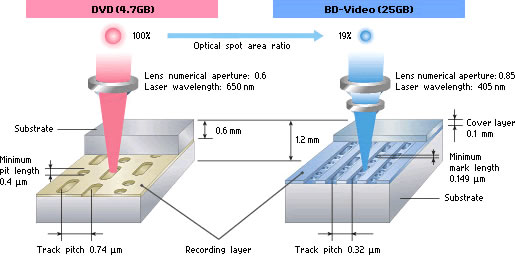 DVD (4.7GB)
BD-Video (25GB)
100%
Optical spot area ratio
19%
Lens numerical aperture: 0.6
Laser wavelength: 650 nm
Lens numerical aperture: 0.85
Laser wavelength: 405 nm
Substrate
0.6 mm
1.2 mm
Cover layer
0.1 mm
Minimum
pit length
0.4 μm
Minimum
mark length
0.149 μm
Substrate
Track pitch 0.74 μm
Recording layer
Track pitch 0.32 μm